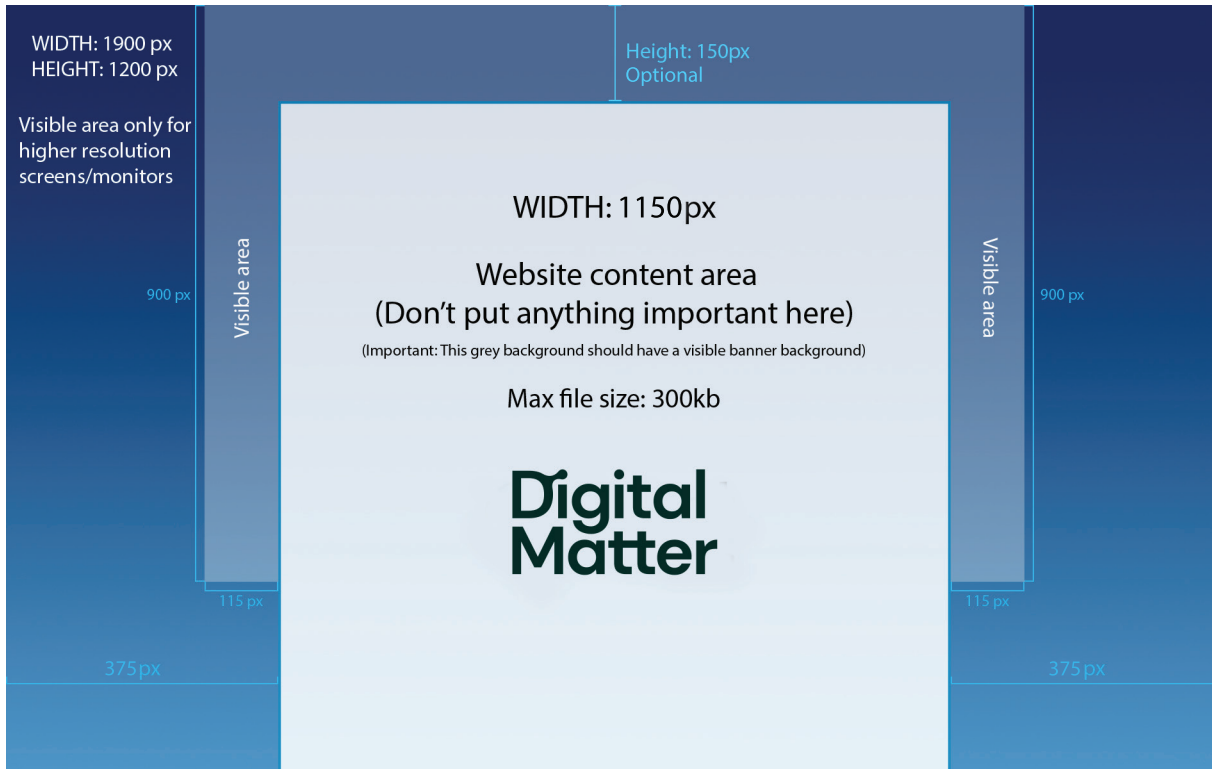 WIDTH: 1900 px
HEIGHT: 1200 px
Visible area only for
higher resolution
screens/monitors
Height: 150px
Optional
WIDTH: 1150px
Website content area
(Don’t put anything important here)
(Important: This grey background should have a visible banner background)
Max file size: 300kb
Digital
Matter
900 px
Visible area
Visible area
900 px
115 px
115 px
375px
375px